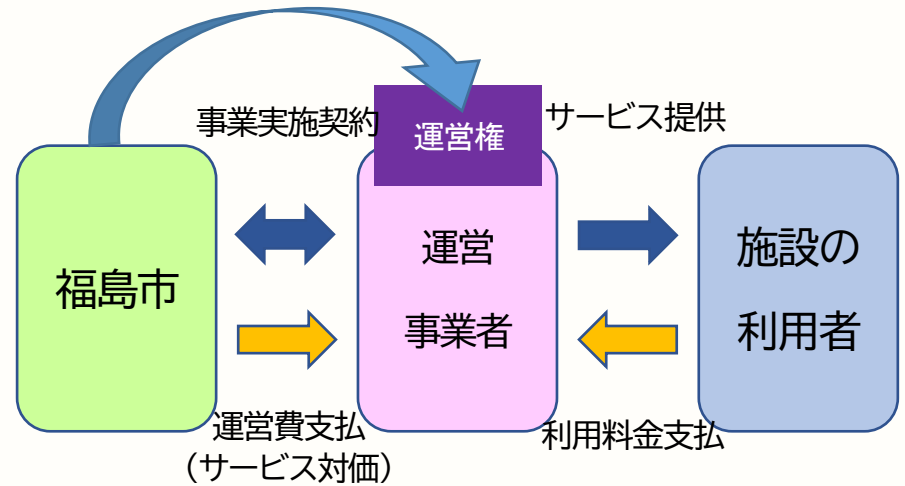 事業実施契約
運営権
サービス提供
福島市
運営
事業者
施設の
利用者
運営費支払
（サービス対価）
利用料金支払